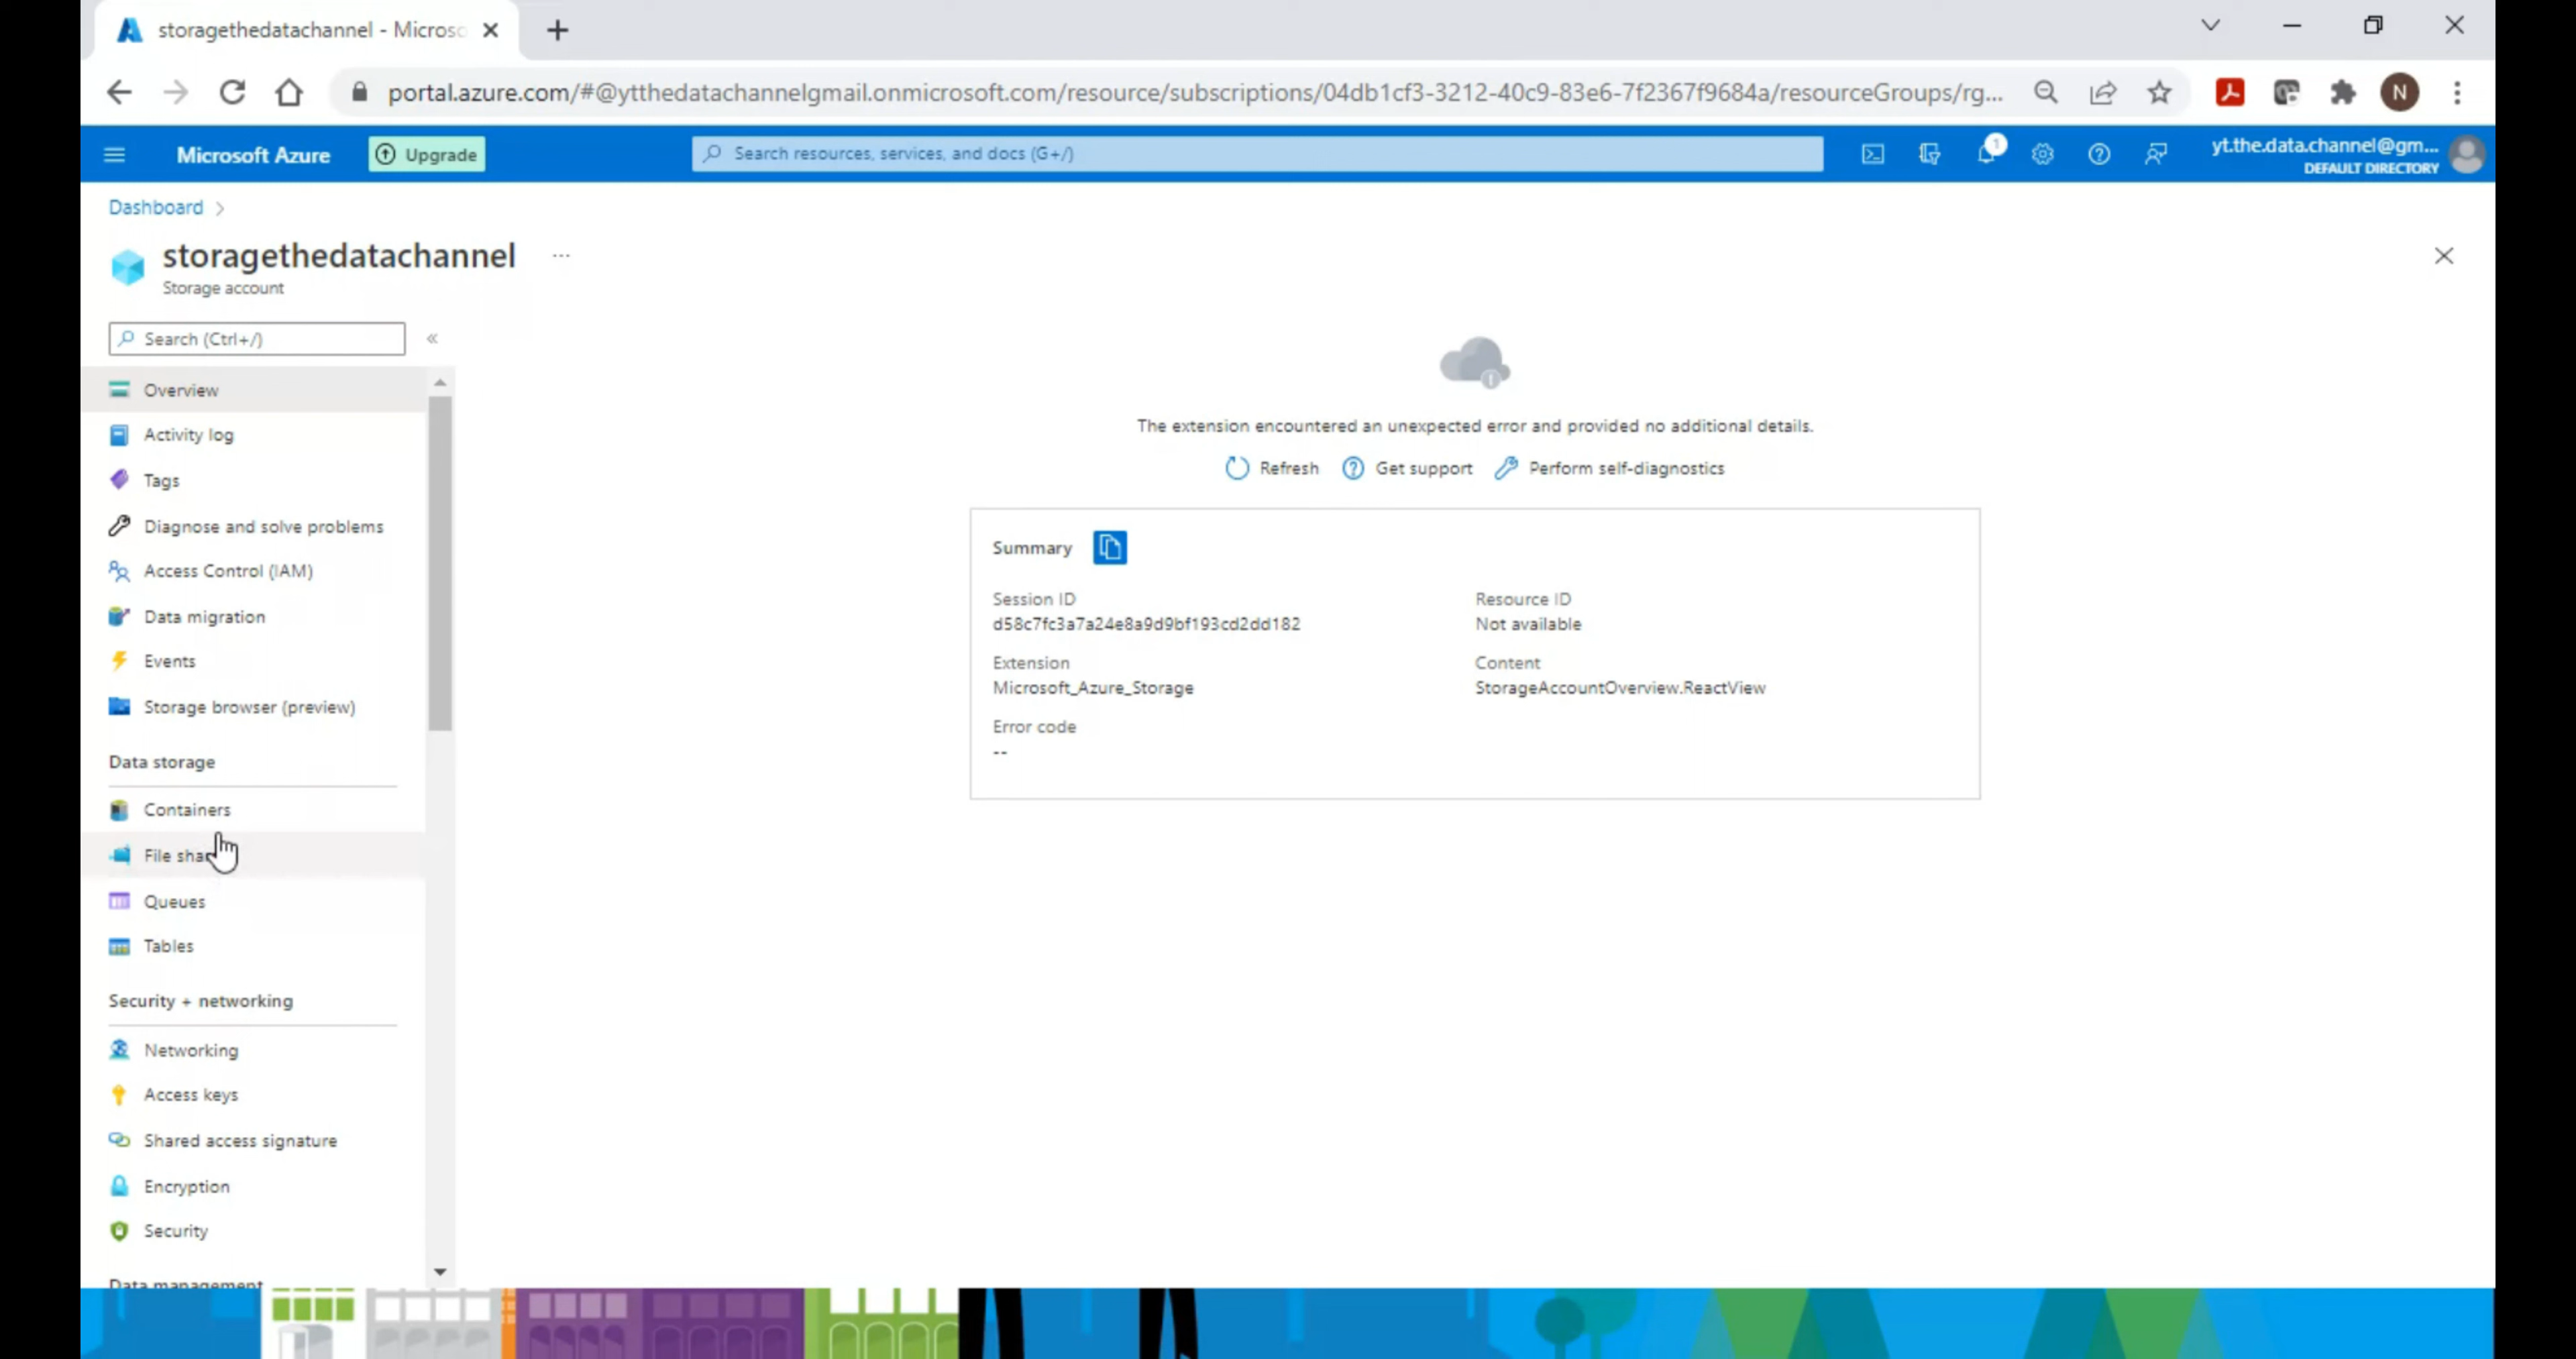 storagethedatachannel - Microso
portal.azure.com/#@ytthedatachannelgmail.onmicrosoft.com/resource/subscriptions/04db1cf3-3212-40c9-83e6-7f2367f9684a/resourceGroups/rg...
N
Microsoft Azure
Upgrade
Search resources, services, and docs (G+/)
1
yt.the.data.channel@gm...
DEFAULT DIRECTORY
Dashboard
storagethedatachannel
...
Storage account
Search (Ctrl+/)
Overview
Activity log
Tags
Diagnose and solve problems
Access Control (IAM)
Data migration
Events
Storage browser (preview)
Data storage
Containers
File shar
Queues
Tables
Security + networking
Networking
Access keys
Shared access signature
Encryption
Security
Data management
The extension encountered an unexpected error and provided no additional details.
Refresh
Get support
Perform self-diagnostics
Summary
Session ID
d58c7fc3a7a24e8a9d9bf193cd2dd182
Resource ID
Not available
Extension
Microsoft_Azure_Storage
Content
StorageAccountOverview.ReactView
Error code
--